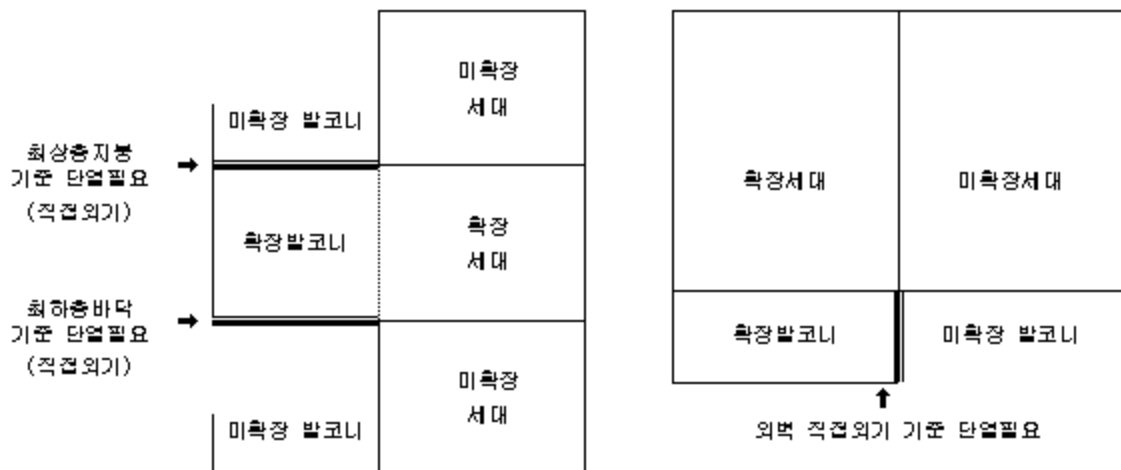 미확장
세대
미확장 발코니
최상층지붕
기준 단열필요
(직접외기)
확장발코니
확장
세대
최하층바닥
기준 단열필요
(직접외기)
미확장
세대
미확장 발코니
확장세대
미확장세대
확장발코니
미확장 발코니
외벽 직접외기 기준 단열필요